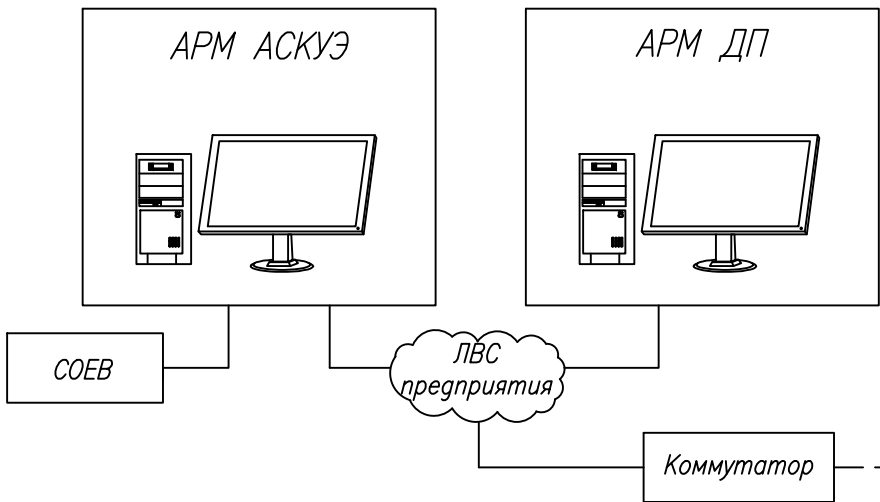 АРМ АСКУЭ
АРМ ДП
СОЕВ
ЛВС
предприятия
Коммутатор